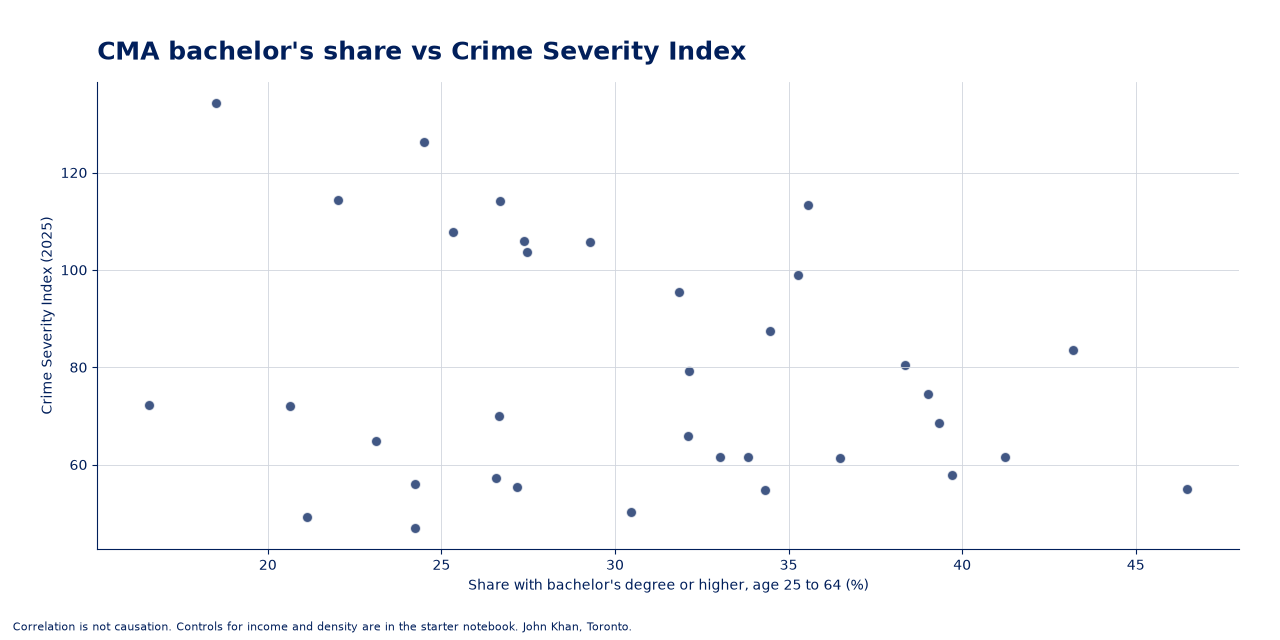 CMA bachelor's share vs Crime Severity Index
Crime Severity Index (2025)
120
100
80
60
20
25
30
35
40
45
Share with bachelor's degree or higher, age 25 to 64 (%)
Correlation is not causation. Controls for income and density are in the starter notebook. John Khan, Toronto.